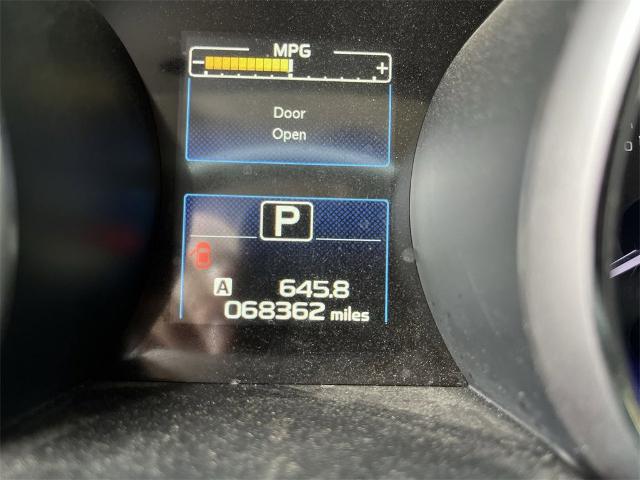 MPG
- +
Door
Open
P
A 645.8
068362 miles